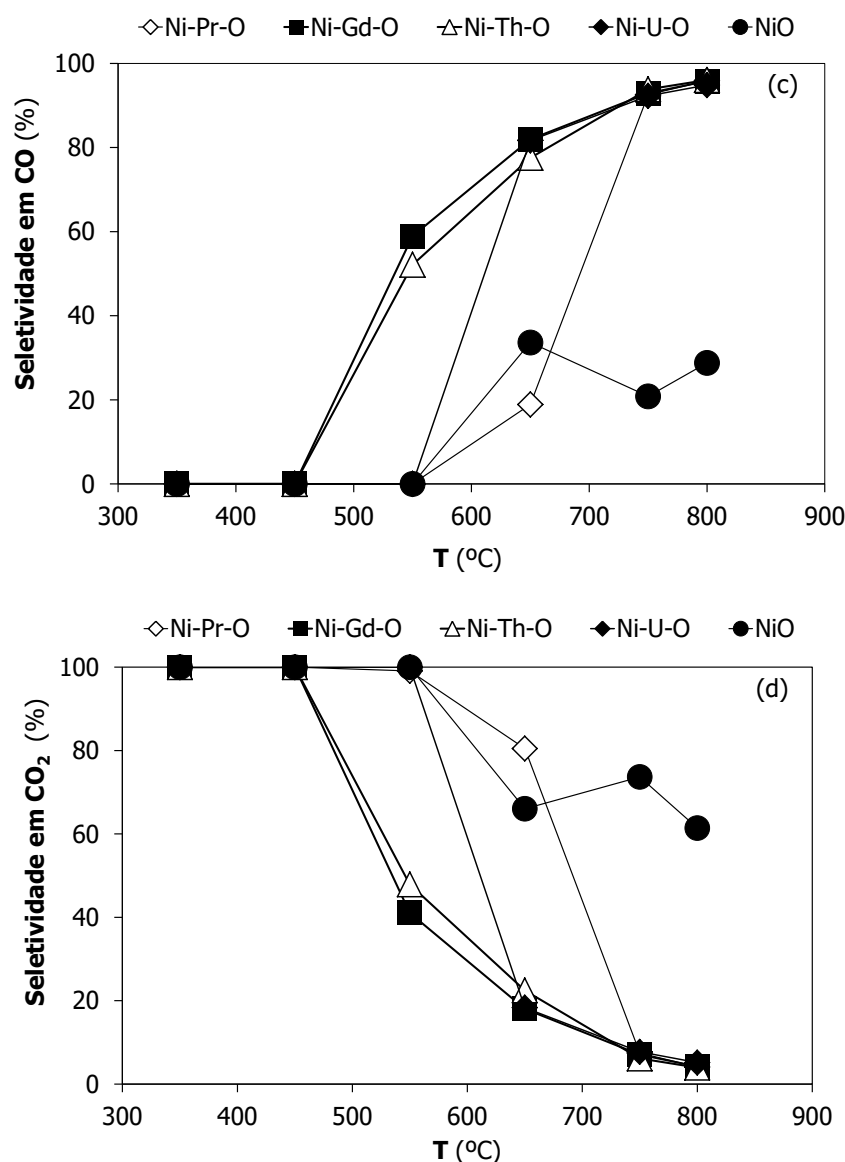 Ni-Pr-O Ni-Gd-O Ni-Th-O Ni-U-O NiO
100
80
60
40
20
0
Seletividade em CO (%)
(c)
300 400 500 600 700 800 900
T (ºC)
Ni-Pr-O Ni-Gd-O Ni-Th-O Ni-U-O NiO
100
80
60
40
20
0
Seletividade em CO₂ (%)
(d)
300 400 500 600 700 800 900
T (ºC)